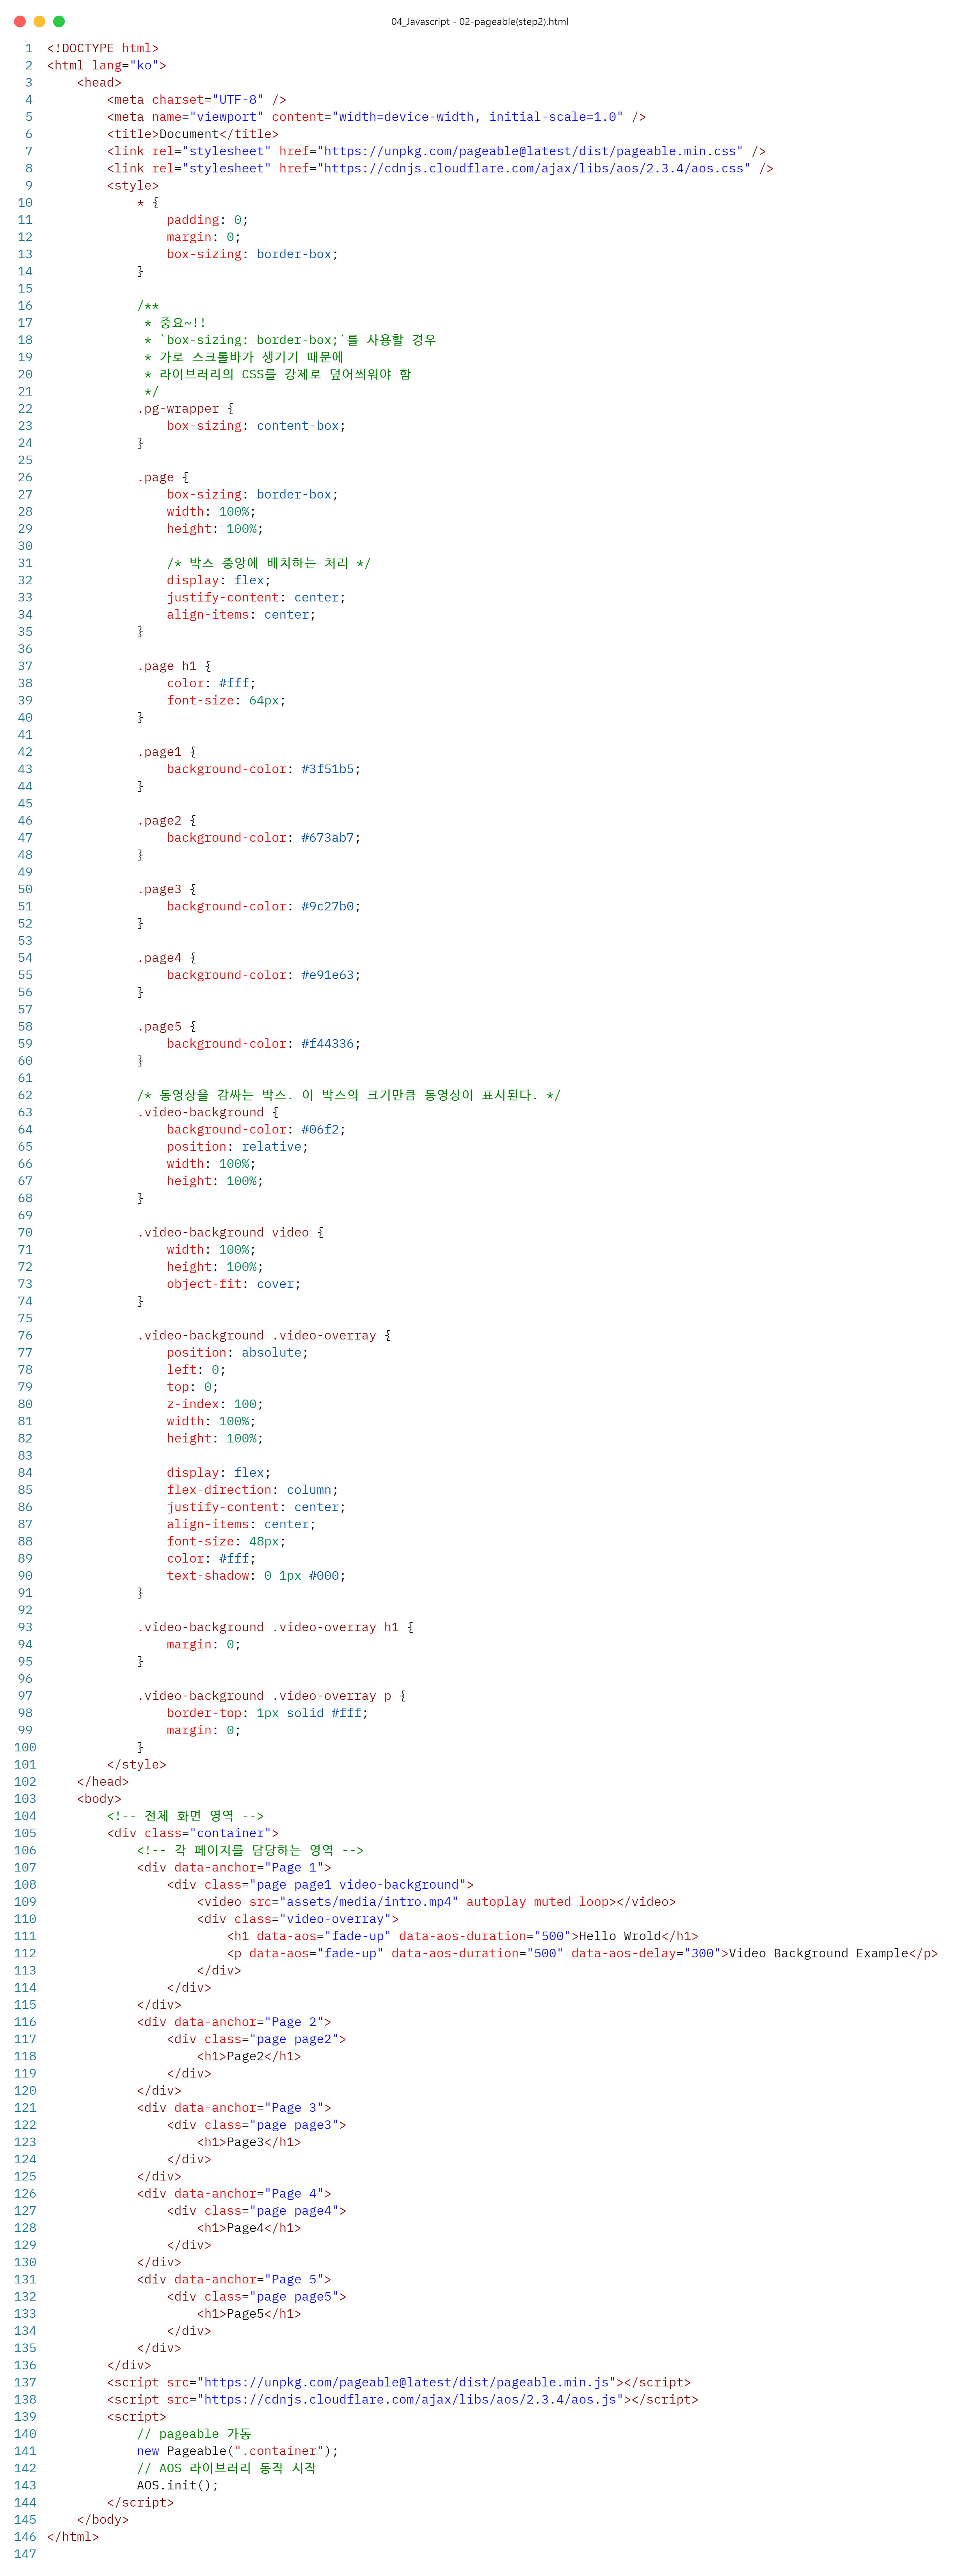 04_Javascript - 02-pageable(step2).html
1 <!DOCTYPE html>
2 <html lang="ko">
3     <head>
4         <meta charset="UTF-8" />
5         <meta name="viewport" content="width=device-width, initial-scale=1.0" />
6         <title>Document</title>
7         <link rel="stylesheet" href="https://unpkg.com/pageable@latest/dist/pageable.min.css" />
8         <link rel="stylesheet" href="https://cdnjs.cloudflare.com/ajax/libs/aos/2.3.4/aos.css" />
9         <style>
10             * {
11                 padding: 0;
12                 margin: 0;
13                 box-sizing: border-box;
14             }
15
16             /**
17              * 중요~!!
18              * `box-sizing: border-box;`를 사용할 경우
19              * 가로 스크롤바가 생기기 때문에
20              * 라이브러리의 CSS를 강제로 덮어씌워야 함
21              */
22             .pg-wrapper {
23                 box-sizing: content-box;
24             }
25
26             .page {
27                 box-sizing: border-box;
28                 width: 100%;
29                 height: 100%;
30
31                 /* 박스 중앙에 배치하는 처리 */
32                 display: flex;
33                 justify-content: center;
34                 align-items: center;
35             }
36
37             .page h1 {
38                 color: #fff;
39                 font-size: 64px;
40             }
41
42             .page1 {
43                 background-color: #3f51b5;
44             }
45
46             .page2 {
47                 background-color: #673ab7;
48             }
49
50             .page3 {
51                 background-color: #9c27b0;
52             }
53
54             .page4 {
55                 background-color: #e91e63;
56             }
57
58             .page5 {
59                 background-color: #f44336;
60             }
61
62             /* 동영상을 감싸는 박스. 이 박스의 크기만큼 동영상이 표시된다. */
63             .video-background {
64                 background-color: #06f2;
65                 position: relative;
66                 width: 100%;
67                 height: 100%;
68             }
69
70             .video-background video {
71                 width: 100%;
72                 height: 100%;
73                 object-fit: cover;
74             }
75
76             .video-background .video-overray {
77                 position: absolute;
78                 left: 0;
79                 top: 0;
80                 z-index: 100;
81                 width: 100%;
82                 height: 100%;
83
84                 display: flex;
85                 flex-direction: column;
86                 justify-content: center;
87                 align-items: center;
88                 font-size: 48px;
89                 color: #fff;
90                 text-shadow: 0 1px #000;
91             }
92
93             .video-background .video-overray h1 {
94                 margin: 0;
95             }
96
97             .video-background .video-overray p {
98                 border-top: 1px solid #fff;
99                 margin: 0;
100             }
101         </style>
102     </head>
103     <body>
104         <!-- 전체 화면 영역 -->
105         <div class="container">
106             <!-- 각 페이지를 담당하는 영역 -->
107             <div data-anchor="Page 1">
108                 <div class="page page1 video-background">
109                     <video src="assets/media/intro.mp4" autoplay muted loop></video>
110                     <div class="video-overray">
111                         <h1 data-aos="fade-up" data-aos-duration="500">Hello Wrold</h1>
112                         <p data-aos="fade-up" data-aos-duration="500" data-aos-delay="300">Video Background Example</p>
113                     </div>
114                 </div>
115             </div>
116             <div data-anchor="Page 2">
117                 <div class="page page2">
118                     <h1>Page2</h1>
119                 </div>
120             </div>
121             <div data-anchor="Page 3">
122                 <div class="page page3">
123                     <h1>Page3</h1>
124                 </div>
125             </div>
126             <div data-anchor="Page 4">
127                 <div class="page page4">
128                     <h1>Page4</h1>
129                 </div>
130             </div>
131             <div data-anchor="Page 5">
132                 <div class="page page5">
133                     <h1>Page5</h1>
134                 </div>
135             </div>
136         </div>
137         <script src="https://unpkg.com/pageable@latest/dist/pageable.min.js"></script>
138         <script src="https://cdnjs.cloudflare.com/ajax/libs/aos/2.3.4/aos.js"></script>
139         <script>
140             // pageable 가동
141             new Pageable(".container");
142             // AOS 라이브러리 동작 시작
143             AOS.init();
144         </script>
145     </body>
146 </html>
147